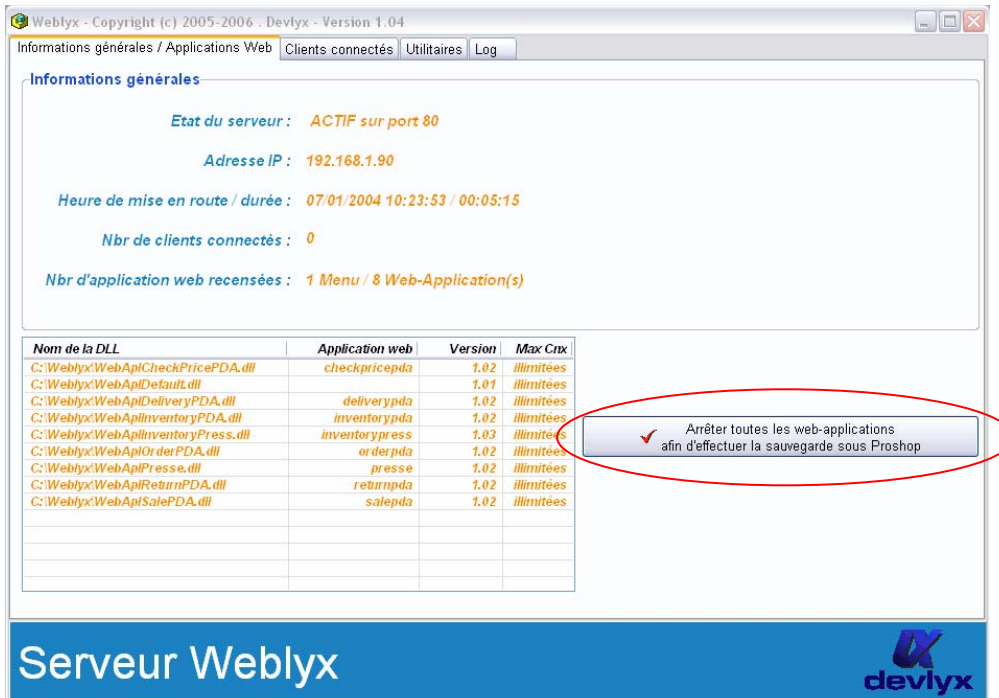 Weblyx - Copyright (c) 2005-2006 . Devlyx - Version 1.04
Informations générales / Applications Web Clients connectés Utilitaires Log
Informations générales
Etat du serveur : ACTIF sur port 80
Adresse IP : 192.168.1.90
Heure de mise en route / durée : 07/01/2004 10:23:53 / 00:05:15
Nbr de clients connectés : 0
Nbr d'application web recensées : 1 Menu / 8 Web-Application(s)
Nom de la DLL Application web Version Max Cnx
C:\Weblyx\WebAplCheckPricePDA.dll checkpricepda 1.02 illimitées
C:\Weblyx\WebAplDefault.dll 1.01 illimitées
C:\Weblyx\WebAplDeliveryPDA.dll deliverypda 1.02 illimitées
C:\Weblyx\WebAplInventoryPDA.dll inventorypda 1.02 illimitées
C:\Weblyx\WebAplInventoryPress.dll inventorypress 1.03 illimitées
C:\Weblyx\WebAplOrderPDA.dll orderpda 1.02 illimitées
C:\Weblyx\WebAplPresse.dll presse 1.02 illimitées
C:\Weblyx\WebAplReturnPDA.dll returnpda 1.02 illimitées
C:\Weblyx\WebAplSalePDA.dll salepda 1.02 illimitées
Arrêter toutes les web-applications
afin d'effectuer la sauvegarde sous Proshop
Serveur Weblyx
devlyx